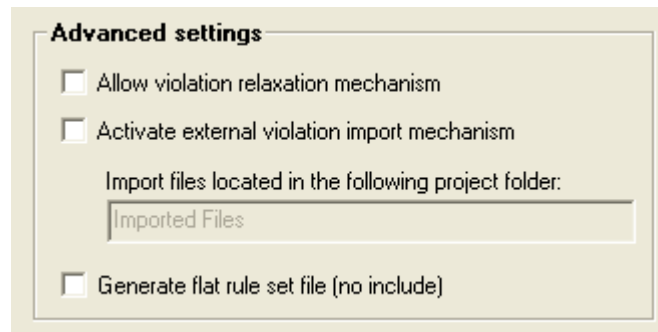 Advanced settings
Allow violation relaxation mechanism
Activate external violation import mechanism
Import files located in the following project folder:
Imported Files
Generate flat rule set file (no include)